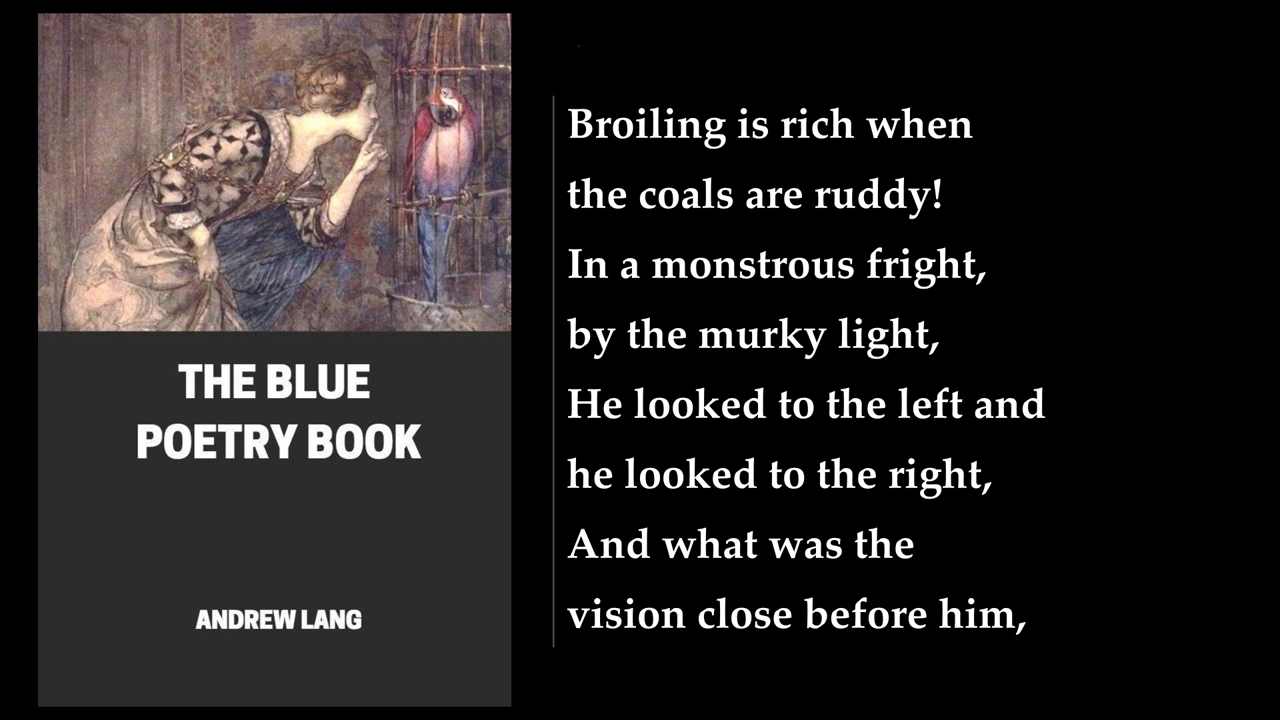 THE BLUE
POETRY BOOK
ANDREW LANG
Broiling is rich when
the coals are ruddy!
In a monstrous fright,
by the murky light,
He looked to the left and
he looked to the right,
And what was the
vision close before him,